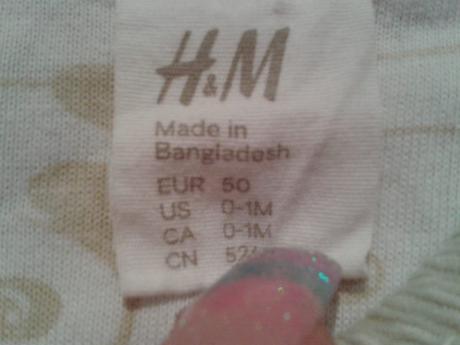 H&M
Made in
Bangladesh
EUR 50
US 0-1M
CA 0-1M
CN